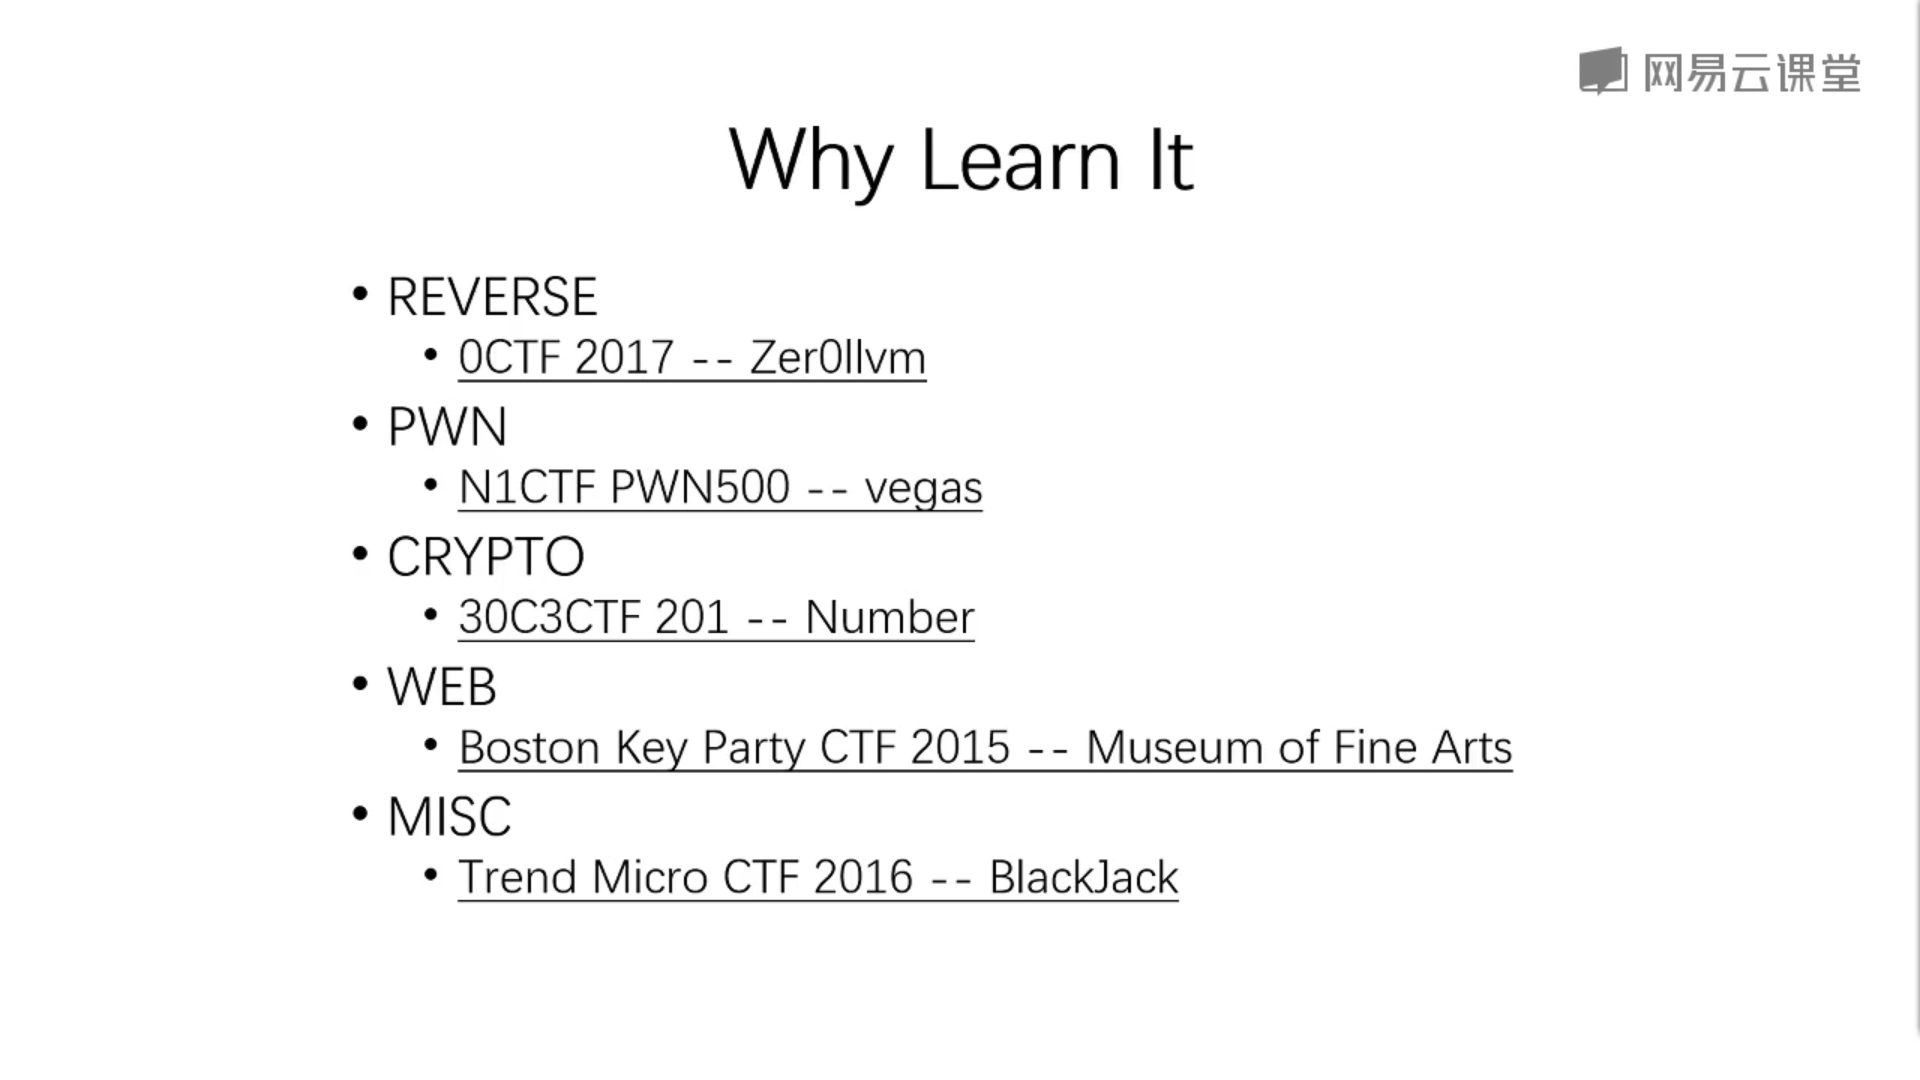 网易云课堂
Why Learn It
• REVERSE
• 0CTF 2017 -- Zer0llvm
• PWN
• N1CTF PWN500 -- vegas
• CRYPTO
• 30C3CTF 201 -- Number
• WEB
• Boston Key Party CTF 2015 -- Museum of Fine Arts
• MISC
• Trend Micro CTF 2016 -- BlackJack